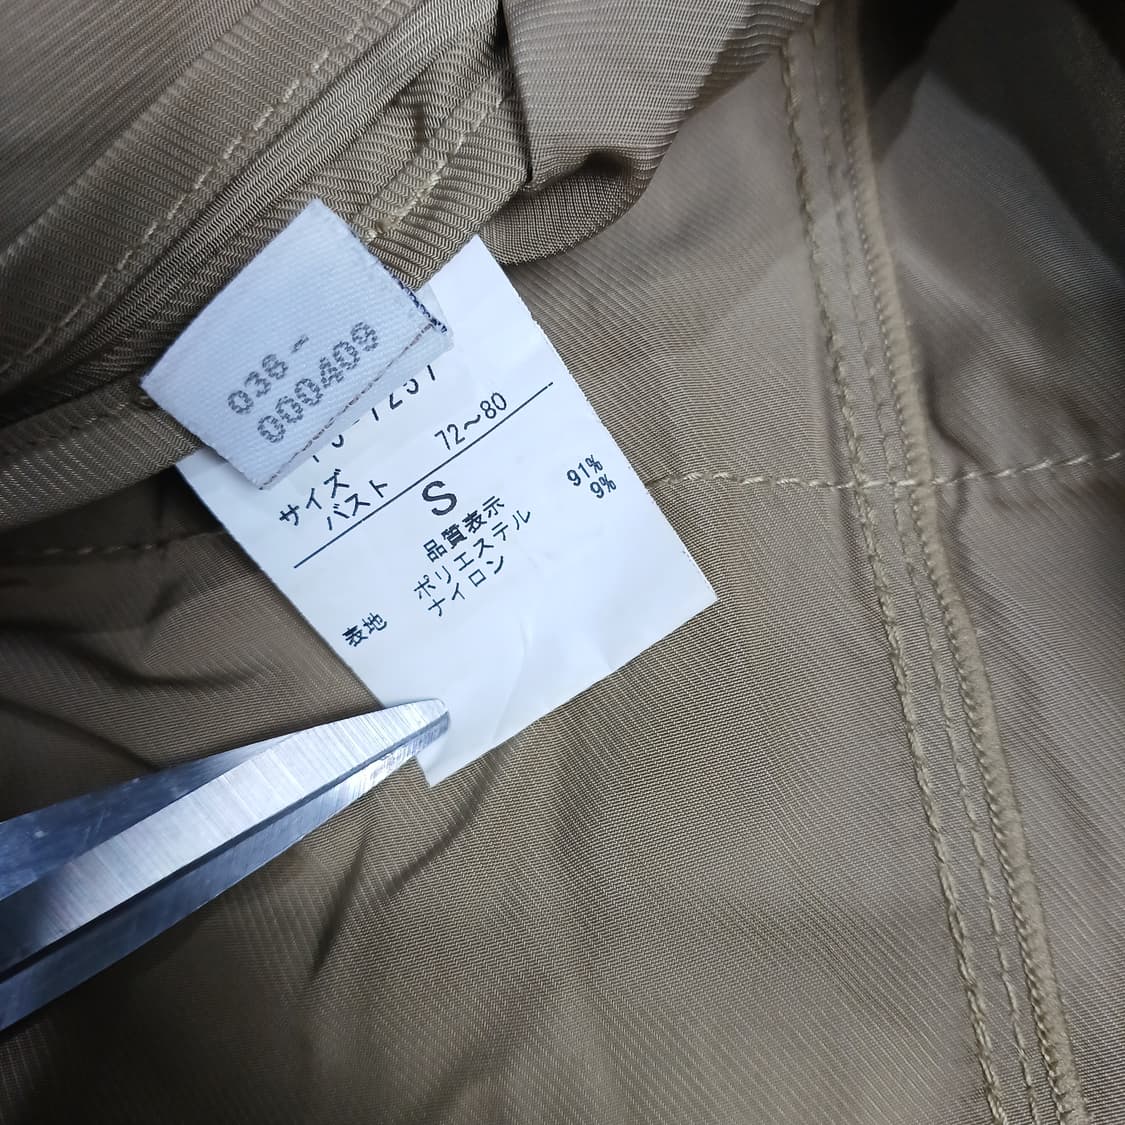 038-
000409
サイズ
バスト 72～80
S
品質表示
表地 ポリエステル 91%
ナイロン 9%